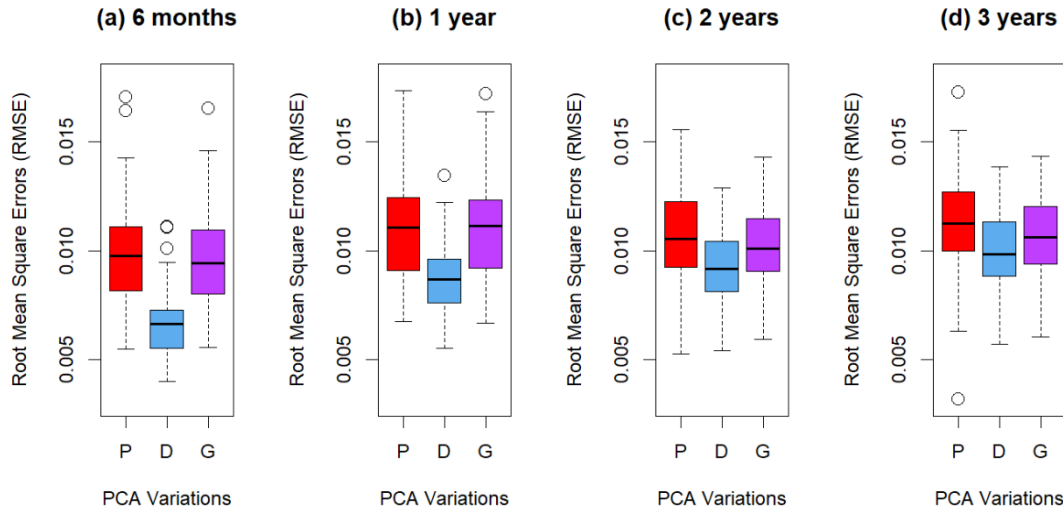 (a) 6 months
Root Mean Square Errors (RMSE)
0.015
0.010
0.005
P D G
PCA Variations
(b) 1 year
Root Mean Square Errors (RMSE)
0.015
0.010
0.005
P D G
PCA Variations
(c) 2 years
Root Mean Square Errors (RMSE)
0.015
0.010
0.005
P D G
PCA Variations
(d) 3 years
Root Mean Square Errors (RMSE)
0.015
0.010
0.005
P D G
PCA Variations